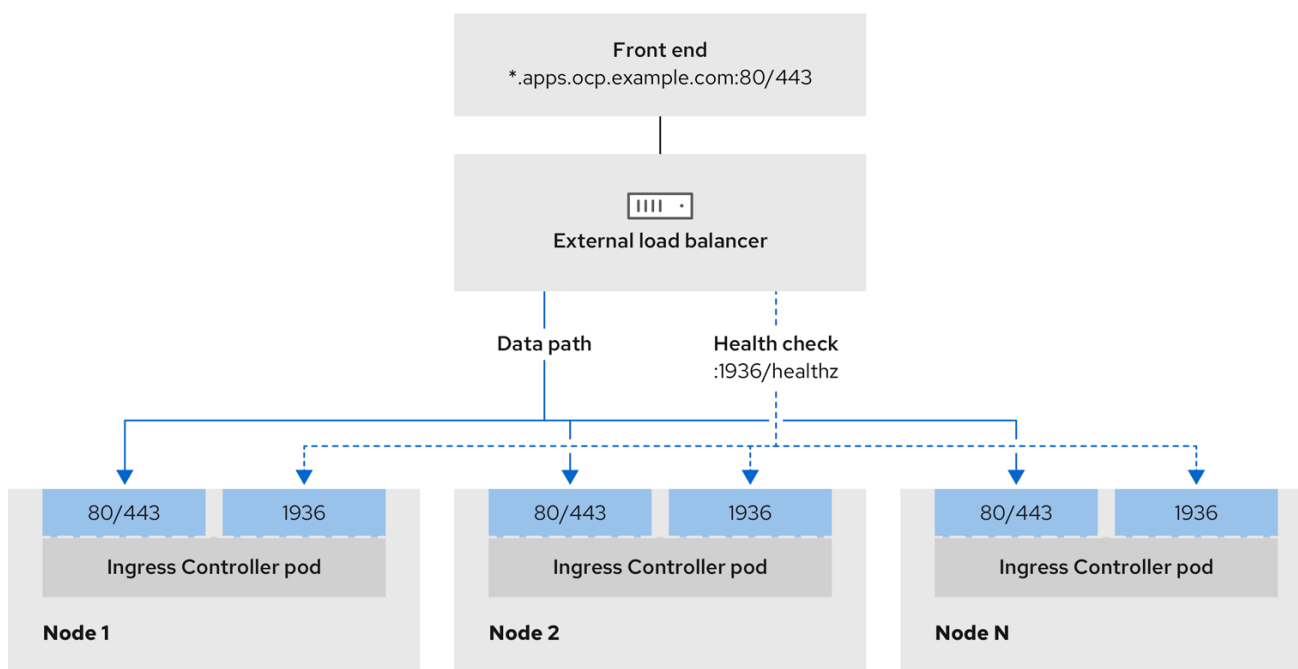 Front end
*.apps.ocp.example.com:80/443
External load balancer
Data path
Health check
:1936/healthz
80/443
1936
Ingress Controller pod
Node 1
80/443
1936
Ingress Controller pod
Node 2
80/443
1936
Ingress Controller pod
Node N